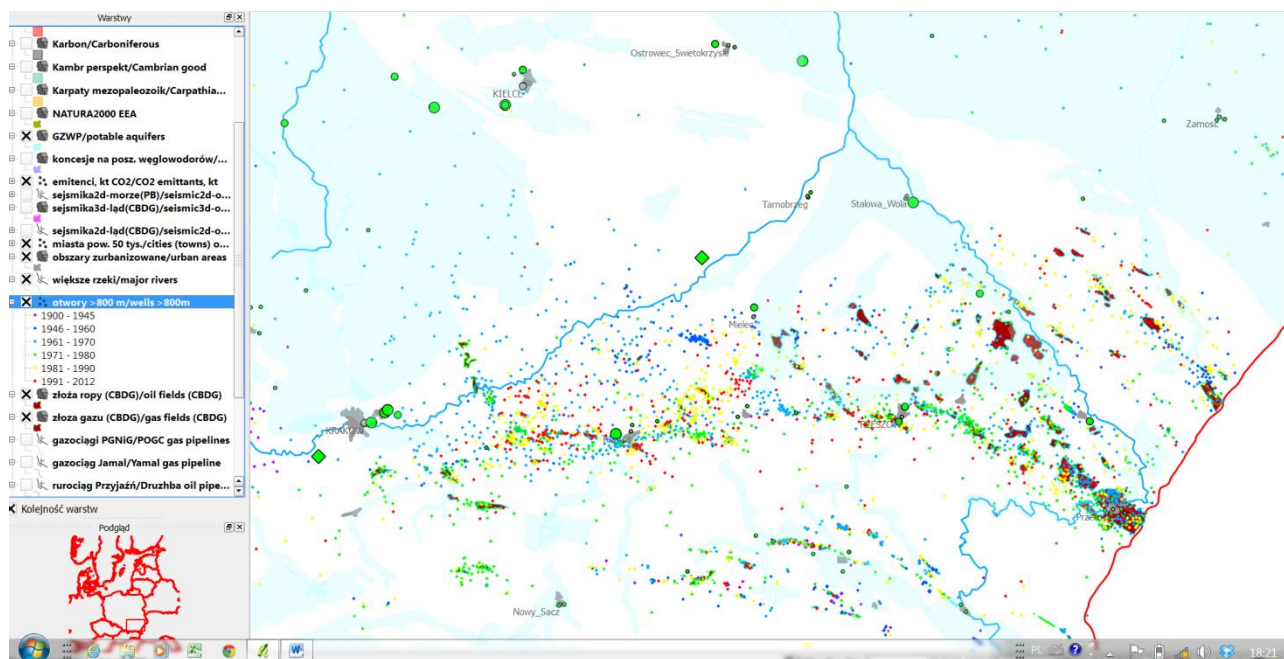 Warstwy
Karbon/Carboniferous
Kambr perspekt/Cambrian good
Karpaty mezopaleozoik/Carpathia...
NATURA2000 EEA
GZWP/potable aquifers
koncesje na posz. węglowodorów/...
emitenci, kt CO2/CO2 emittants, kt
sejsmika2d-morze(PB)/seismic2d-o...
sejsmika3d-ląd(CBDG)/seismic3d-o...
sejsmika2d-ląd(CBDG)/seismic2d-o...
miasta pow. 50 tys./cities (towns) o...
obszary zurbanizowane/urban areas
większe rzeki/major rivers
otwory >800 m/wells >800m
1900 - 1945
1946 - 1960
1961 - 1970
1971 - 1980
1981 - 1990
1991 - 2012
złoża ropy (CBDG)/oil fields (CBDG)
złoza gazu (CBDG)/gas fields (CBDG)
gazociągi PGNiG/POGC gas pipelines
gazociąg Jamal/Yamal gas pipeline
rurociąg Przyjaźń/Druzhba oil pipe...
Kolejność warstw
Podgląd
Ostrowiec_Swietokrzysk
KIELCE
Zamosc
Tarnobrzeg
Stalowa_Wola
Mielec
KRAKOW
RZESZO
Przem
Nowy_Sacz
PL
18:21